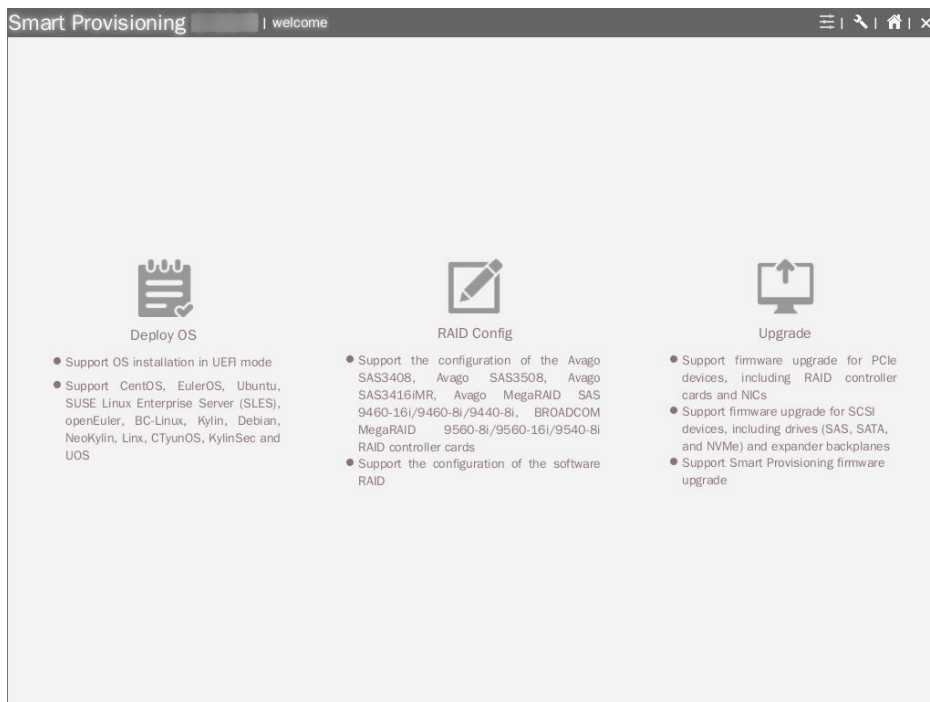 Smart Provisioning | welcome
Deploy OS
● Support OS installation in UEFI mode
● Support CentOS, EulerOS, Ubuntu,
SUSE Linux Enterprise Server (SLES),
openEuler, BC-Linux, Kylin, Debian,
NeoKylin, Linx, CTyunOS, KylinSec and
UOS
RAID Config
● Support the configuration of the Avago
SAS3408, Avago SAS3508, Avago
SAS3416iMR, Avago MegaRAID SAS
9460-16i/9460-8i/9440-8i, BROADCOM
MegaRAID 9560-8i/9560-16i/9540-8i
RAID controller cards
● Support the configuration of the software
RAID
Upgrade
● Support firmware upgrade for PCIe
devices, including RAID controller
cards and NICs
● Support firmware upgrade for SCSI
devices, including drives (SAS, SATA,
and NVMe) and expander backplanes
● Support Smart Provisioning firmware
upgrade